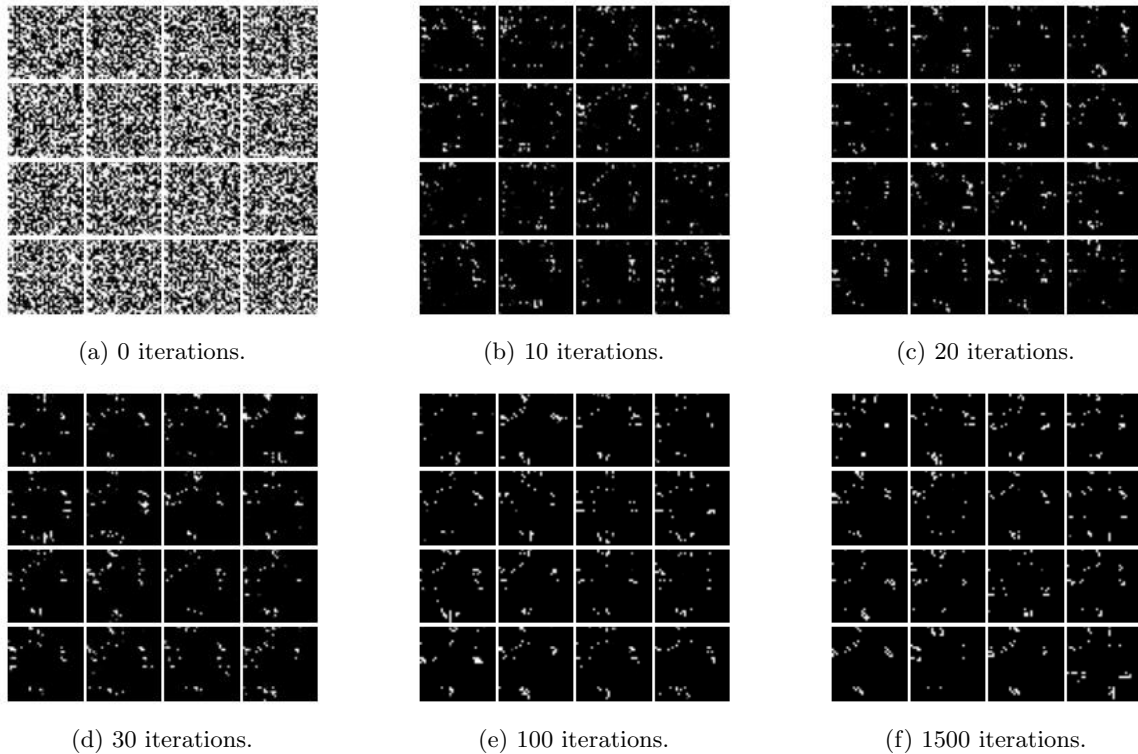 (a) 0 iterations.
(b) 10 iterations.
(c) 20 iterations.
(d) 30 iterations.
(e) 100 iterations.
(f) 1500 iterations.